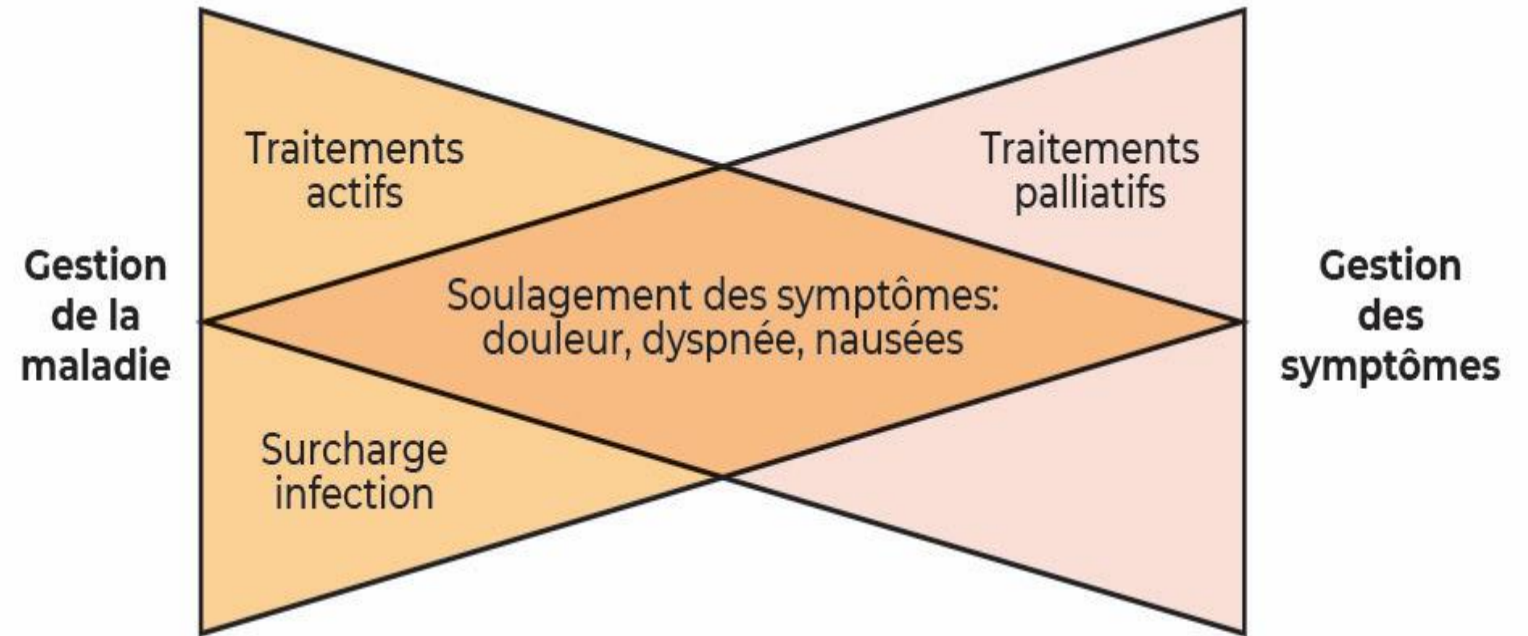 Gestion
de la
maladie
Traitements
actifs
Surcharge
infection
Soulagement des symptômes:
douleur, dyspnée, nausées
Traitements
palliatifs
Gestion
des
symptômes